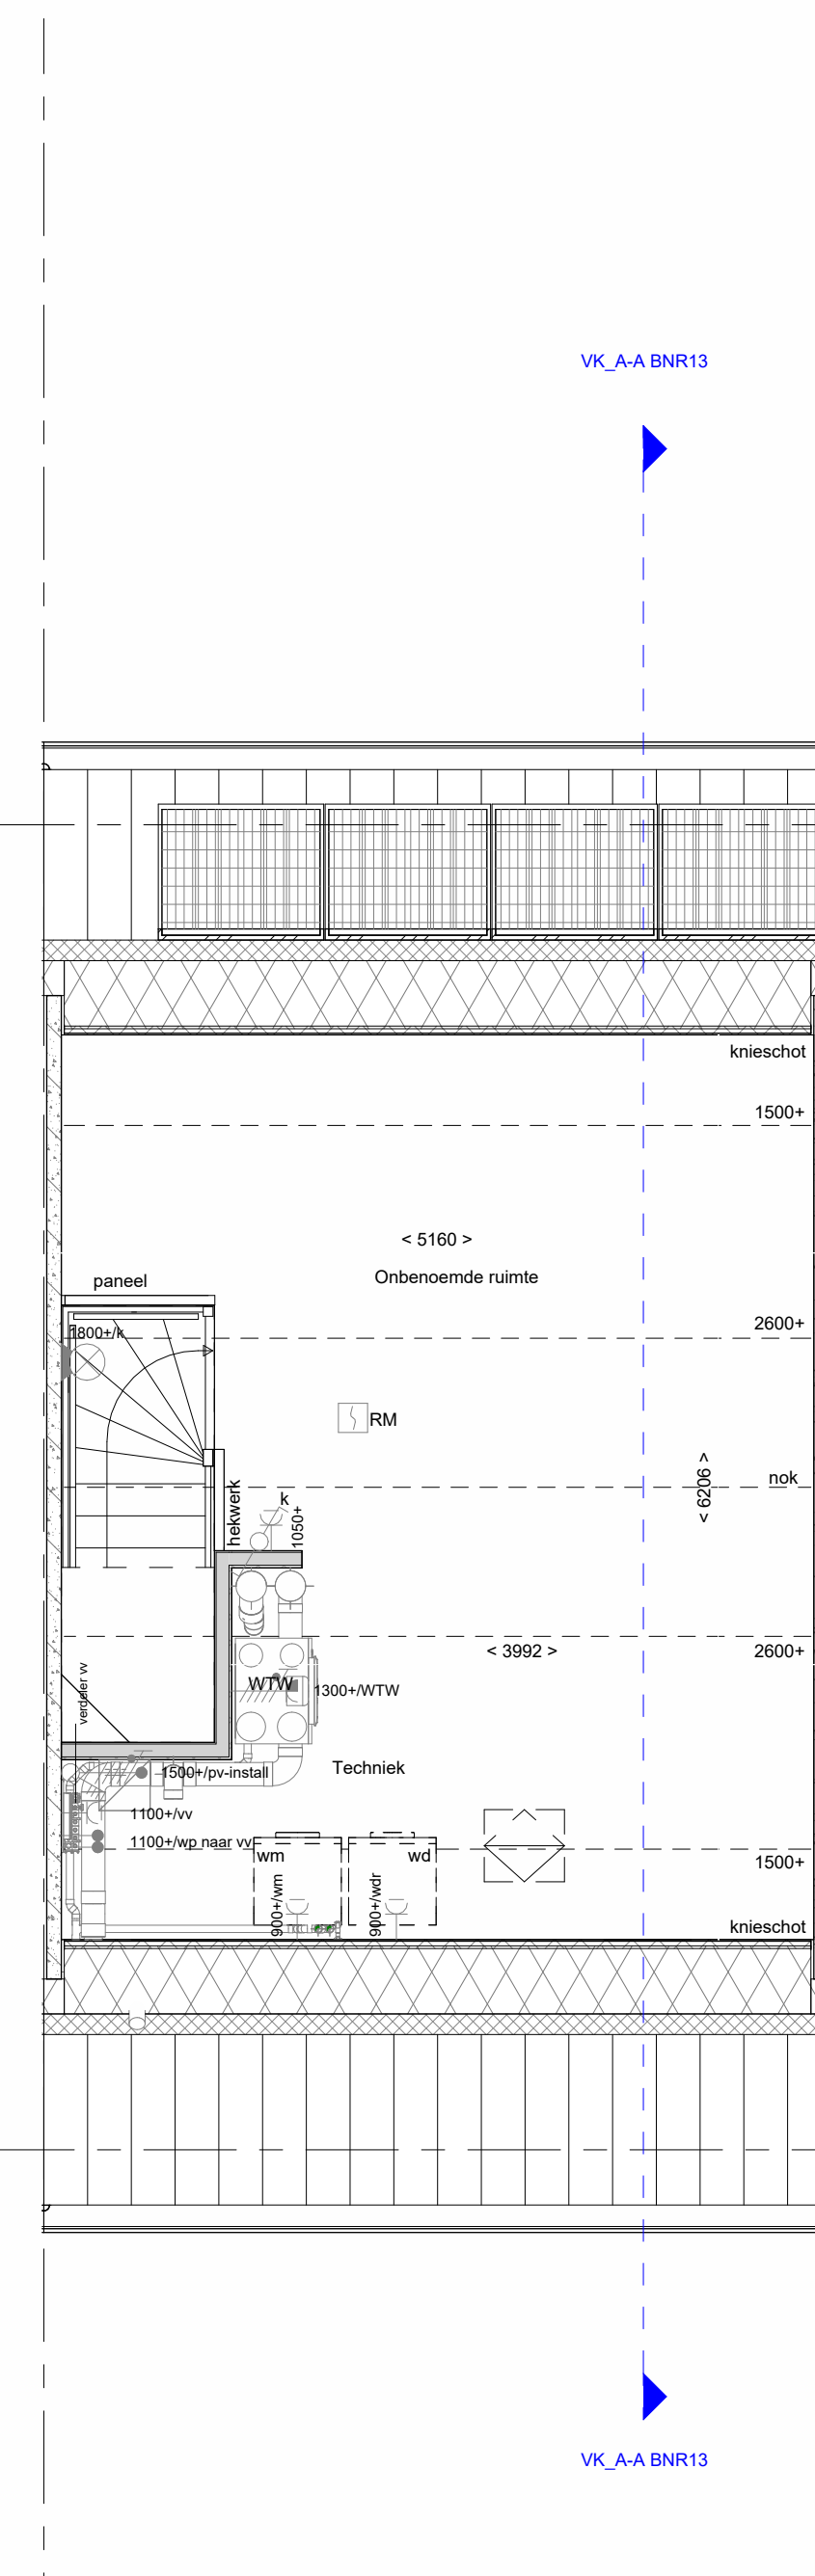 VK_A-A BNR13
knieschot
1500+
< 5160 >
Onbenoemde ruimte
paneel
2600+
1800+/k
RM
nok
< 6206 >
hekwerk
k
1050+
< 3992 >
2600+
verdeler vv
WTW
1300+/WTW
Techniek
1500+/pv-install
1100+/vv
1100+/wp naar vv
wm
wd
1500+
900+/wm
900+/wdr
knieschot
VK_A-A BNR13